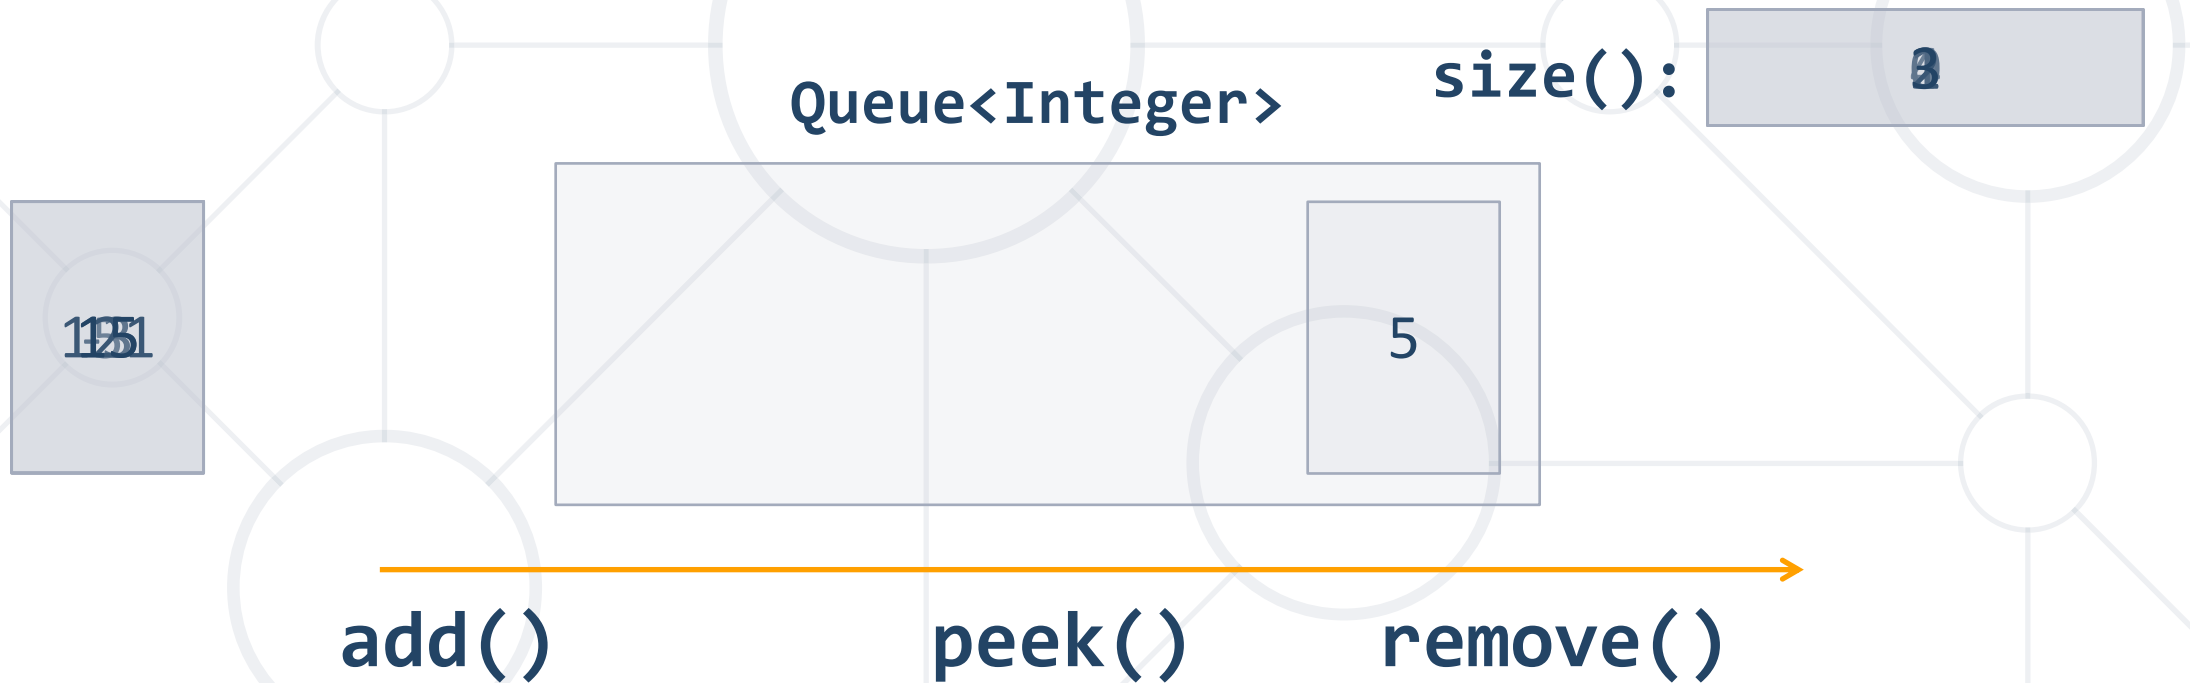 Queue<Integer>
size():
5
add()
peek()
remove()